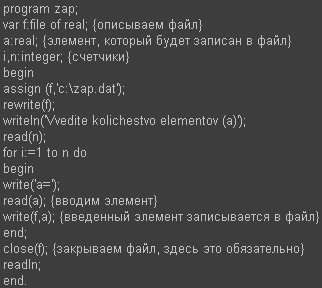 program zap;
var f:file of real; {описываем файл}
a:real; {элемент, который будет записан в файл}
i,n:integer; {счетчики}
begin
assign (f,'c:\zap.dat');
rewrite(f);
writeln('Vvedite kolichestvo elementov (a)');
read(n);
for i:=1 to n do
begin
write('a=');
read(a); {вводим элемент}
write(f,a); {введенный элемент записывается в файл}
end;
close(f); {закрываем файл, здесь это обязательно}
readln;
end.